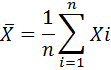 X̄ = 1/n ∑_{i=1}^{n} Xi